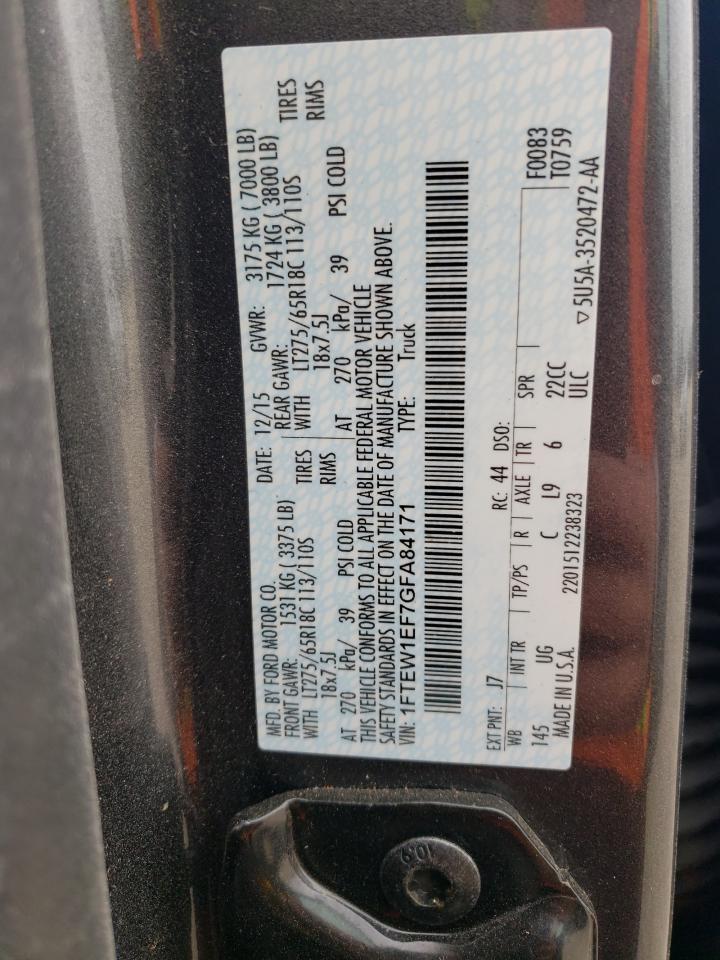 MFD. BY FORD MOTOR CO. DATE: 12/15 GVWR: 3175 KG ( 7000 LB)
FRONT GAWR: 1531 KG ( 3375 LB) REAR GAWR: 1724 KG ( 3800 LB)
WITH LT275/65R18C 113/110S TIRES WITH LT275/65R18C 113/110S TIRES
18x7.5J RIMS 18x7.5J RIMS
AT 270 kPa/ 39 PSI COLD AT 270 kPa/ 39 PSI COLD
THIS VEHICLE CONFORMS TO ALL APPLICABLE FEDERAL MOTOR VEHICLE
SAFETY STANDARDS IN EFFECT ON THE DATE OF MANUFACTURE SHOWN ABOVE.
VIN: 1FTEW1EF7GFA84171 TYPE: Truck
EXT PNT: J7 RC: 44 DSO: F0083
WB INT TR TP/PS R AXLE TR SPR T0759
145 UG C L9 6 22CC
MADE IN U.S.A. 2201512238323 ULC
▽5U5A-3520472-AA
10.9